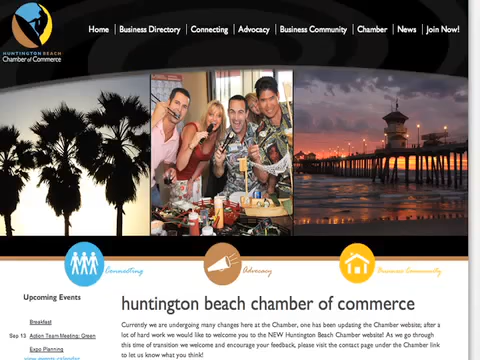 HUNTINGTON BEACH
Chamber of Commerce
Home Business Directory Connecting Advocacy Business Community Chamber News Join Now!
Connecting Advocacy Business Community
Upcoming Events
Breakfast
Sep 13 Action Team Meeting: Green
Expo Planning
view events calendar
huntington beach chamber of commerce
Currently we are undergoing many changes here at the Chamber, one has been updating the Chamber website; after a
lot of hard work we would like to welcome you to the NEW Huntington Beach Chamber website! As we go through
this time of transition we welcome and encourage your feedback, please visit the contact page under the Chamber link
to let us know what you think!